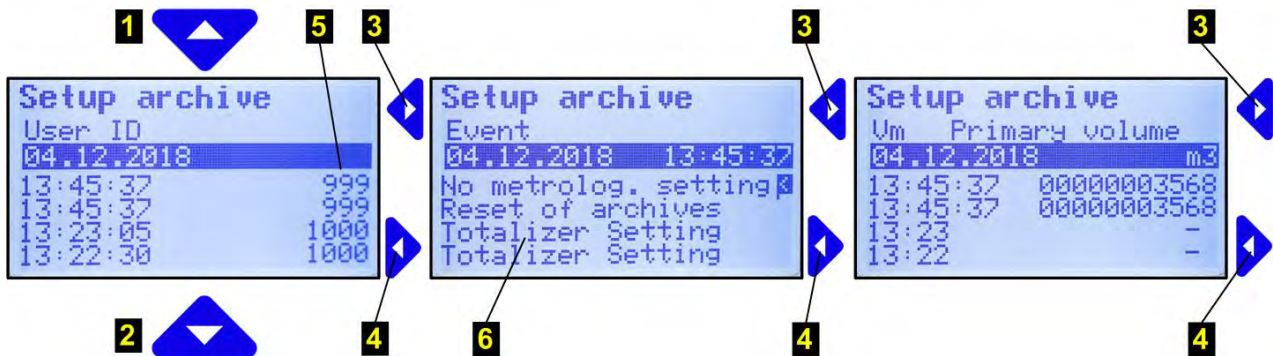 1
5
3
3
3
Setup archive
User ID
04.12.2018
13:45:37 999
13:45:37 999
13:23:05 1000
13:22:30 1000
Setup archive
Event
04.12.2018 13:45:37
No metrolog. setting
Reset of archives
Totalizer Setting
Totalizer Setting
Setup archive
Vm Primary volume
04.12.2018 m3
13:45:37 00000003568
13:45:37 00000003568
13:23 -
13:22 -
2
4
6
4
4